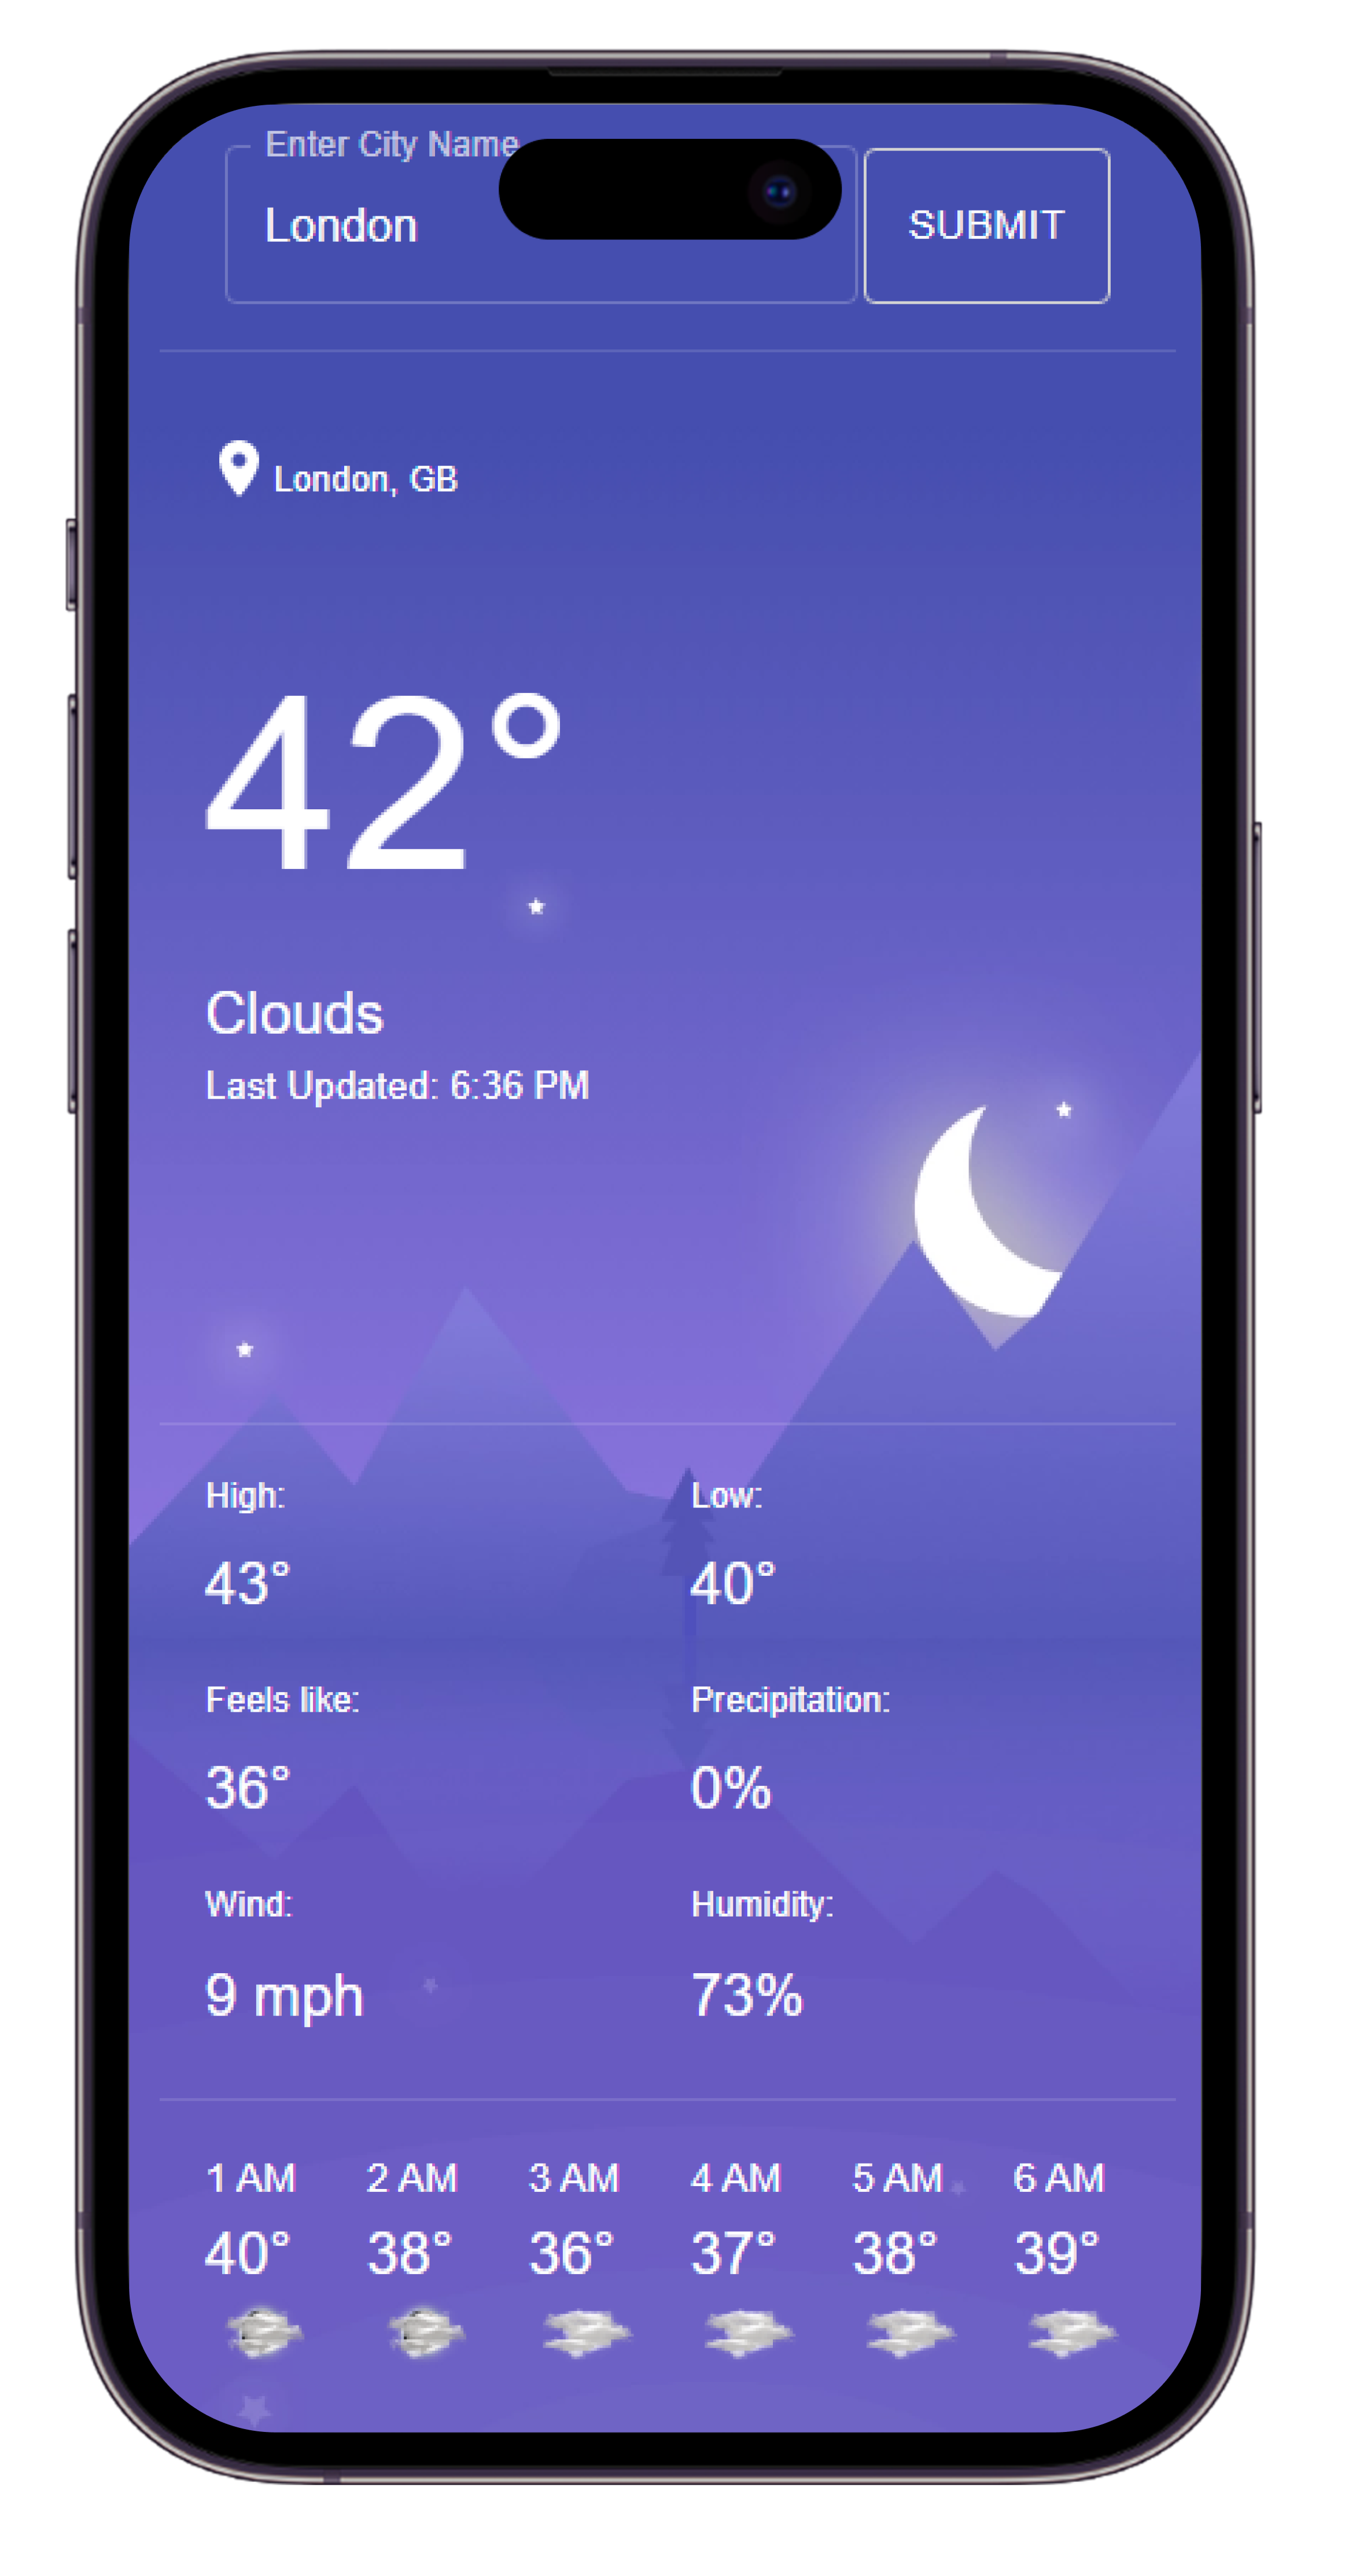 Enter City Name
London
SUBMIT
London, GB
42°
Clouds
Last Updated: 6:36 PM
High: Low:
43° 40°
Feels like: Precipitation:
36° 0%
Wind: Humidity:
9 mph 73%
1 AM 2 AM 3 AM 4 AM 5 AM 6 AM
40° 38° 36° 37° 38° 39°